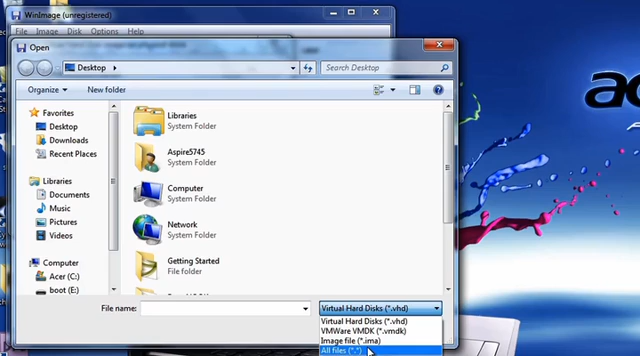 WinImage (unregistered)
File Image Disk Options Help
Open
Desktop
Search Desktop
Organize New folder
Favorites
Desktop
Downloads
Recent Places
Libraries
Documents
Music
Pictures
Videos
Computer
Acer (C:)
boot (E:)
Libraries
System Folder
Aspire5745
Computer
System Folder
Network
System Folder
Getting Started
File folder
File name:
Virtual Hard Disks (*.vhd)
Virtual Hard Disks (*.vhd)
VMWare VMDK (*.vmdk)
Image file (*.ima)
All files (*.*)
ac